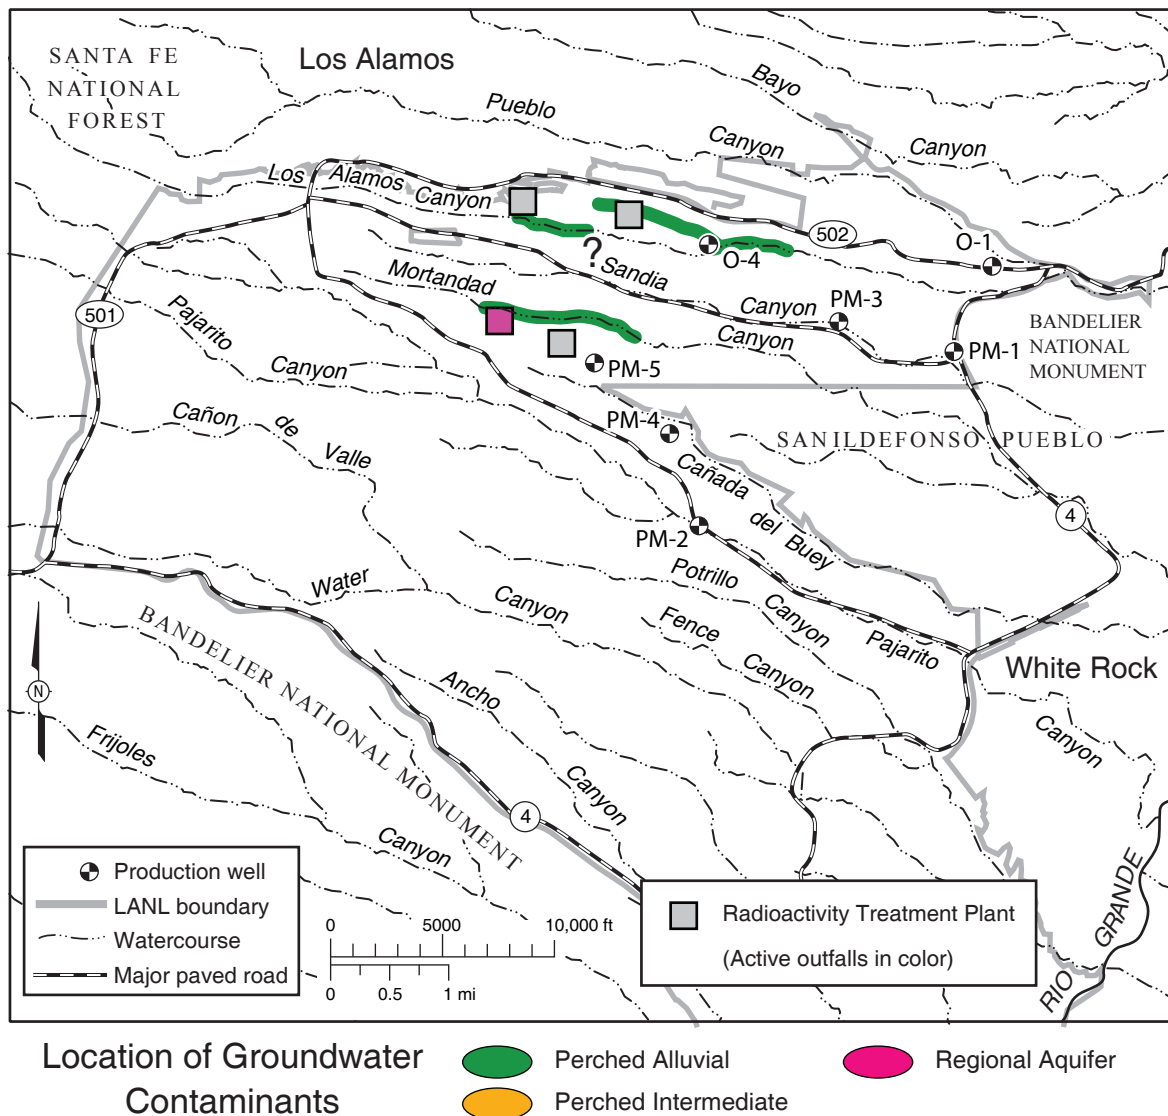 SANTA FE
NATIONAL
FOREST
Los Alamos
Bayo
Canyon
Pueblo
Canyon
Los Alamos
Canyon
502
O-1
O-4
?
Sandia
Canyon
PM-3
Mortandad
Canyon
PM-1
BANDELIER
NATIONAL
MONUMENT
501
Pajarito
Canyon
PM-5
PM-4
SANILDEFONSO PUEBLO
Cañon de Valle
Cañada del Buey
4
PM-2
Water
Canyon
Potrillo
Canyon
Fence
Canyon
Pajarito
White Rock
Canyon
BANDELIER NATIONAL MONUMENT
Ancho
Canyon
N
Frijoles
Canyon
4
RIO GRANDE
Production well
LANL boundary
Watercourse
Major paved road
0 5000 10,000 ft
0 0.5 1 mi
Radioactivity Treatment Plant
(Active outfalls in color)
Location of Groundwater
Contaminants
Perched Alluvial
Regional Aquifer
Perched Intermediate